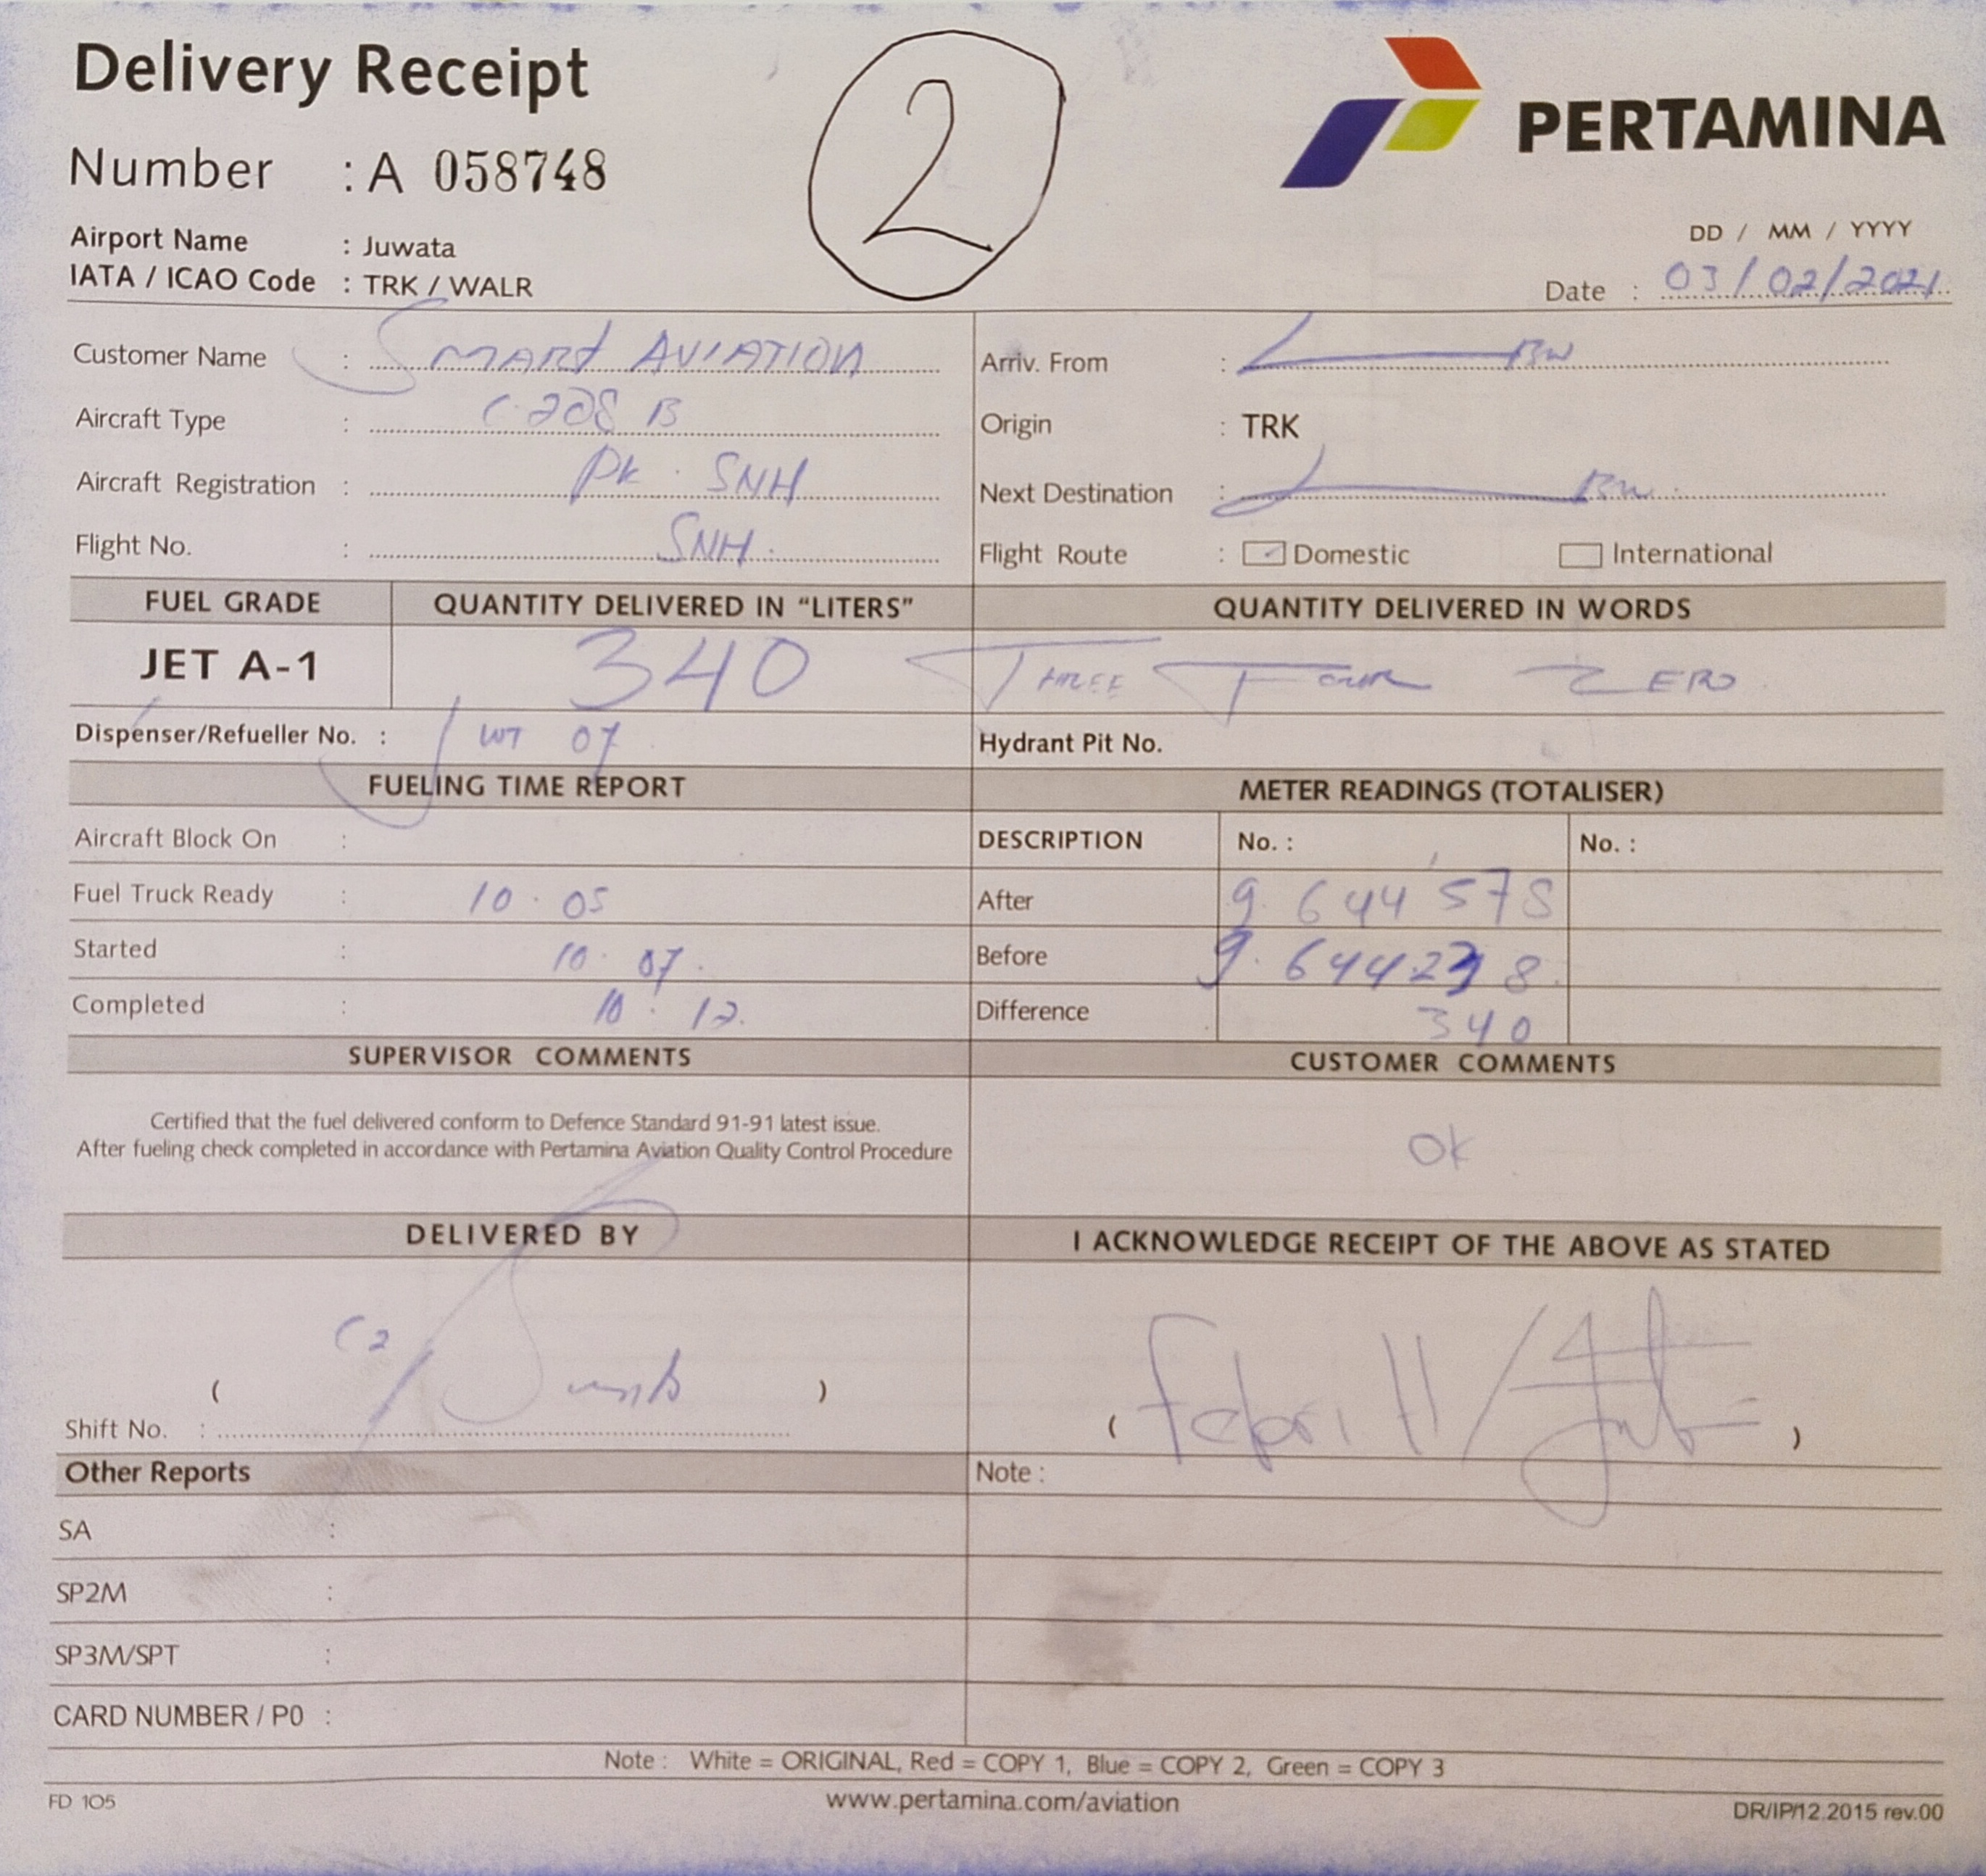 Delivery Receipt
2
PERTAMINA
Number : A 058748
Airport Name : Juwata
IATA / ICAO Code : TRK / WALR
DD / MM / YYYY
Date : 03/02/2021
Customer Name : SMART AVIATION
Arriv. From :
Aircraft Type : C 208 B
Origin : TRK
Aircraft Registration : PK . SNH
Next Destination :
Flight No. : SNH.
Flight Route : Domestic International
FUEL GRADE QUANTITY DELIVERED IN “LITERS” QUANTITY DELIVERED IN WORDS
JET A-1 340 THREE FOUR ZERO
Dispenser/Refueller No. : WT 07 Hydrant Pit No.
FUELING TIME REPORT METER READINGS (TOTALISER)
Aircraft Block On : DESCRIPTION No. : No. :
Fuel Truck Ready : 10 . 05 After 9. 644 578
Started : 10. 07. Before 9. 644238.
Completed : 10 . 12. Difference 340
SUPERVISOR COMMENTS CUSTOMER COMMENTS
Certified that the fuel delivered conform to Defence Standard 91-91 latest issue.
After fueling check completed in accordance with Pertamina Aviation Quality Control Procedure
Ok
DELIVERED BY I ACKNOWLEDGE RECEIPT OF THE ABOVE AS STATED
( )
Shift No. :
( )
Other Reports Note :
SA :
SP2M :
SP3M/SPT :
CARD NUMBER / P0 :
Note : White = ORIGINAL, Red = COPY 1, Blue = COPY 2, Green = COPY 3
FD 105 www.pertamina.com/aviation DR/IP/12.2015 rev.00